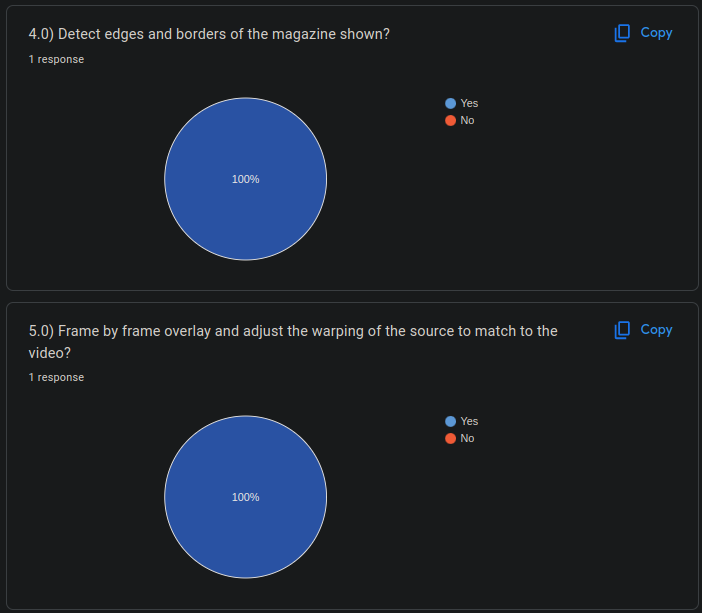 4.0) Detect edges and borders of the magazine shown?
Copy
1 response
Yes
No
100%
5.0) Frame by frame overlay and adjust the warping of the source to match to the
video?
Copy
1 response
Yes
No
100%